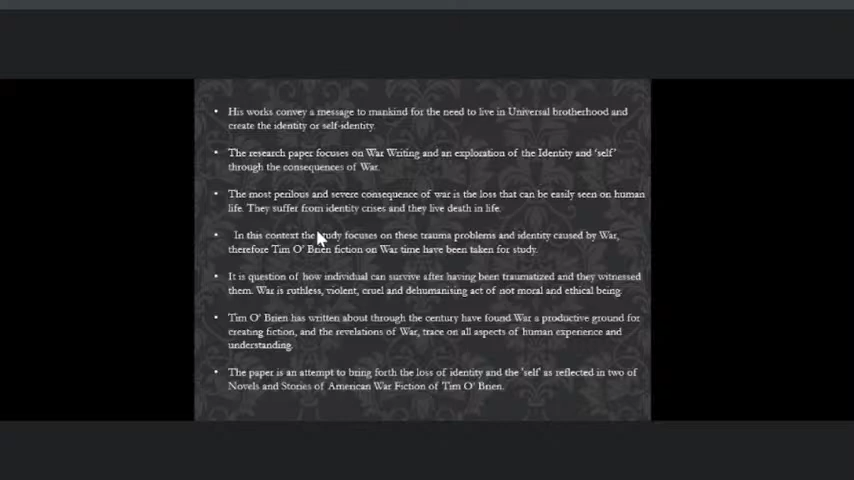 • His works convey a message to mankind for the need to live in Universal brotherhood and
create the identity or self-identity.
• The research paper focuses on War Writing and an exploration of the Identity and 'self'
through the consequences of War.
• The most perilous and severe consequence of war is the loss that can be easily seen on human
life. They suffer from identity crises and they live death in life.
• In this context the study focuses on these trauma problems and identity caused by War,
therefore Tim O' Brien fiction on War time have been taken for study.
• It is question of how individual can survive after having been traumatized and they witnessed
them. War is ruthless, violent, cruel and dehumanising act of not moral and ethical being.
• Tim O' Brien has written about through the century have found War a productive ground for
creating fiction, and the revelations of War, trace on all aspects of human experience and
understanding.
• The paper is an attempt to bring forth the loss of identity and the 'self' as reflected in two of
Novels and Stories of American War Fiction of Tim O' Brien.